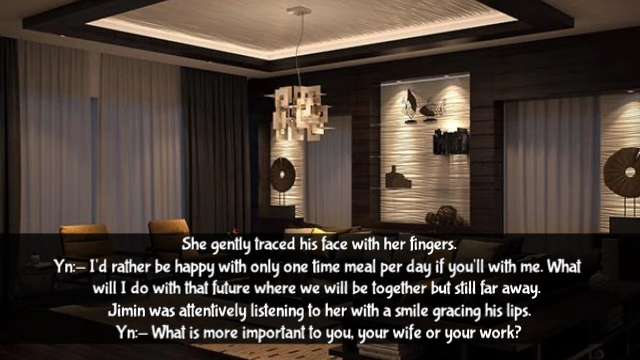 She gently traced his face with her fingers.
Yn:– I'd rather be happy with only one time meal per day if you'll with me. What
will I do with that future where we will be together but still far away.
Jimin was attentively listening to her with a smile gracing his lips.
Yn:– What is more important to you, your wife or your work?